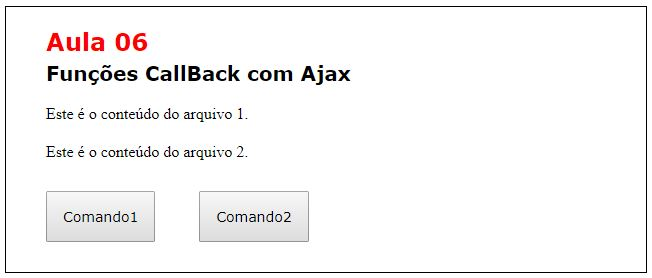 Aula 06
Funções CallBack com Ajax
Este é o conteúdo do arquivo 1.
Este é o conteúdo do arquivo 2.
Comando1 Comando2